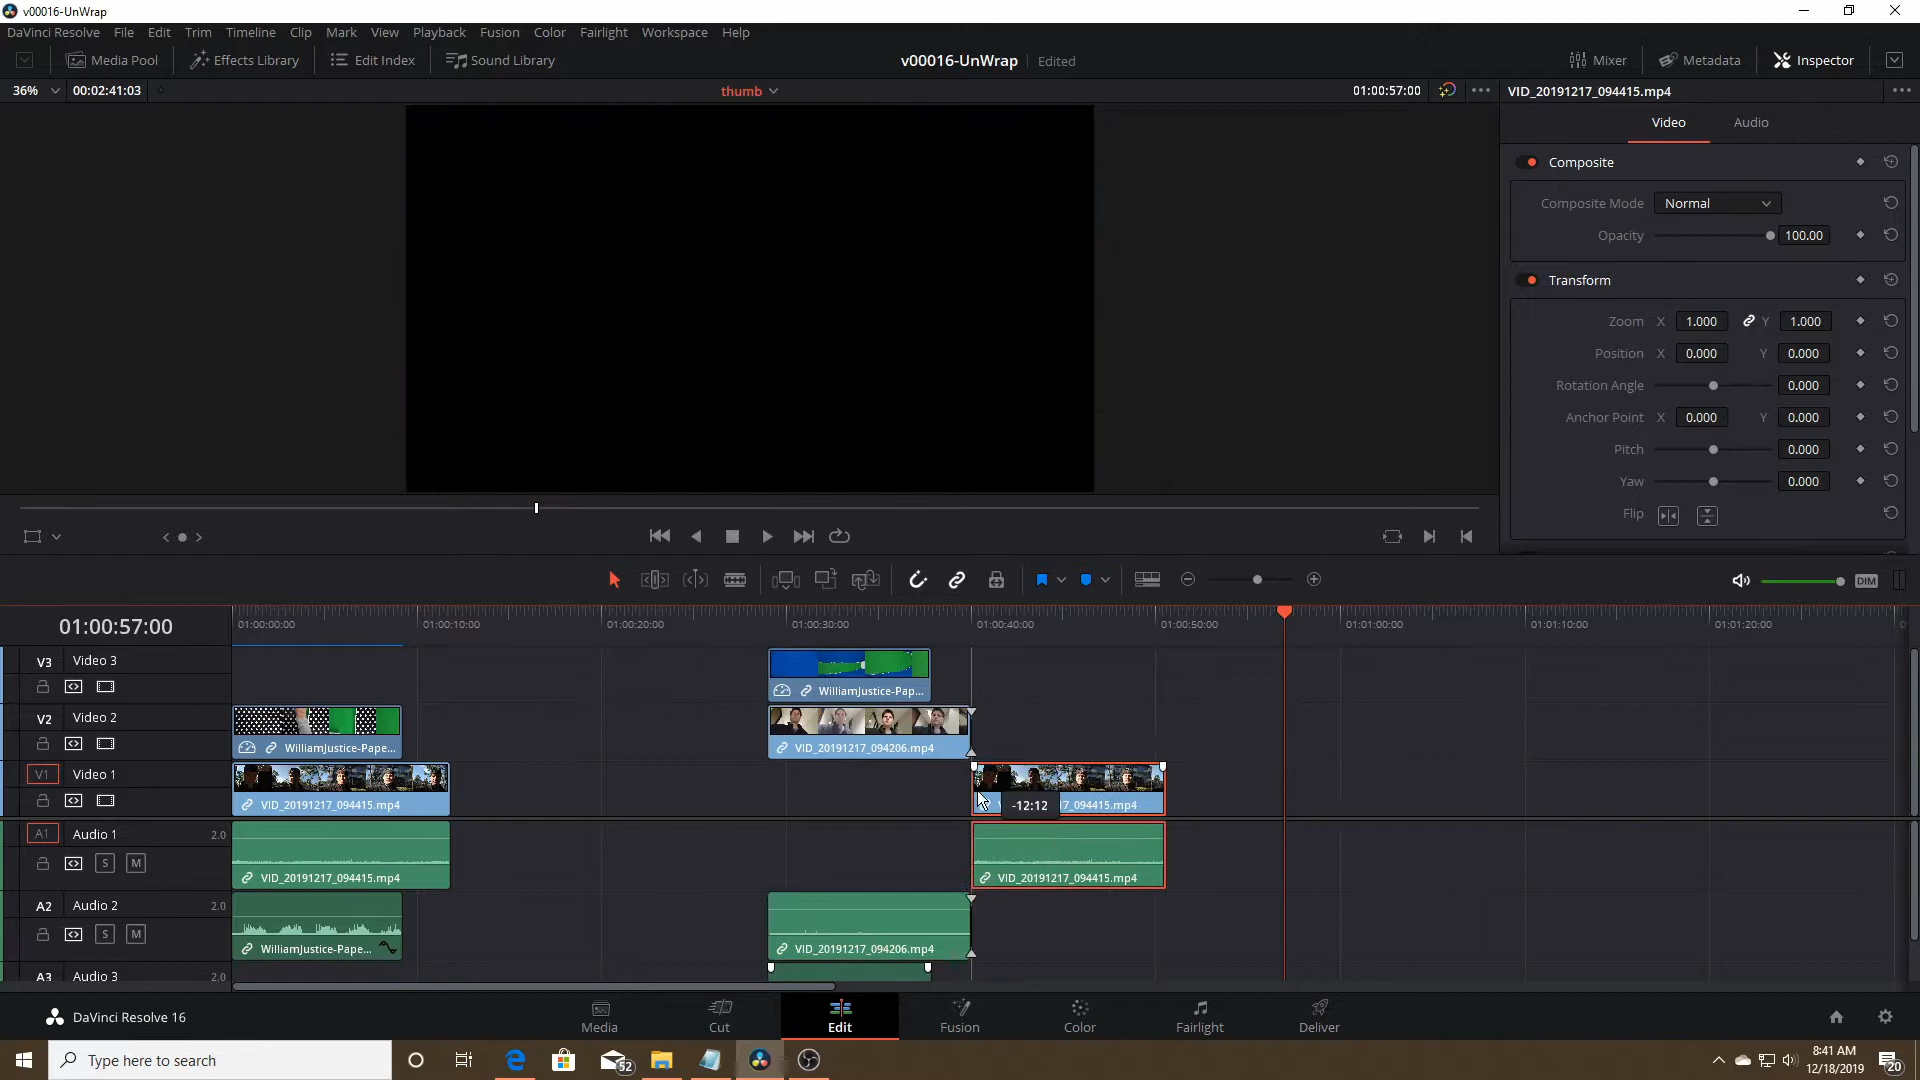 v00016-UnWrap
DaVinci Resolve File Edit Trim Timeline Clip Mark View Playback Fusion Color Fairlight Workspace Help
Media Pool Effects Library Edit Index Sound Library v00016-UnWrap Edited Mixer Metadata Inspector
36% 00:02:41:03 thumb 01:00:57:00 VID_20191217_094415.mp4
Video Audio
Composite
Composite Mode Normal
Opacity 100.00
Transform
Zoom X 1.000 Y 1.000
Position X 0.000 Y 0.000
Rotation Angle 0.000
Anchor Point X 0.000 Y 0.000
Pitch 0.000
Yaw 0.000
Flip
DIM
01:00:57:00 01:00:00:00 01:00:10:00 01:00:20:00 01:00:30:00 01:00:40:00 01:00:50:00 01:01:00:00 01:01:10:00 01:01:20:00
V3 Video 3
WilliamJustice-Pap...
V2 Video 2
WilliamJustice-Pape... VID_20191217_094206.mp4
V1 Video 1
VID_20191217_094415.mp4 -12:12 17_094415.mp4
A1 Audio 1 2.0
S M
VID_20191217_094415.mp4 VID_20191217_094415.mp4
A2 Audio 2 2.0
S M
WilliamJustice-Pape... VID_20191217_094206.mp4
A3 Audio 3 2.0
DaVinci Resolve 16 Media Cut Edit Fusion Color Fairlight Deliver
Type here to search 52 8:41 AM
12/18/2019 20